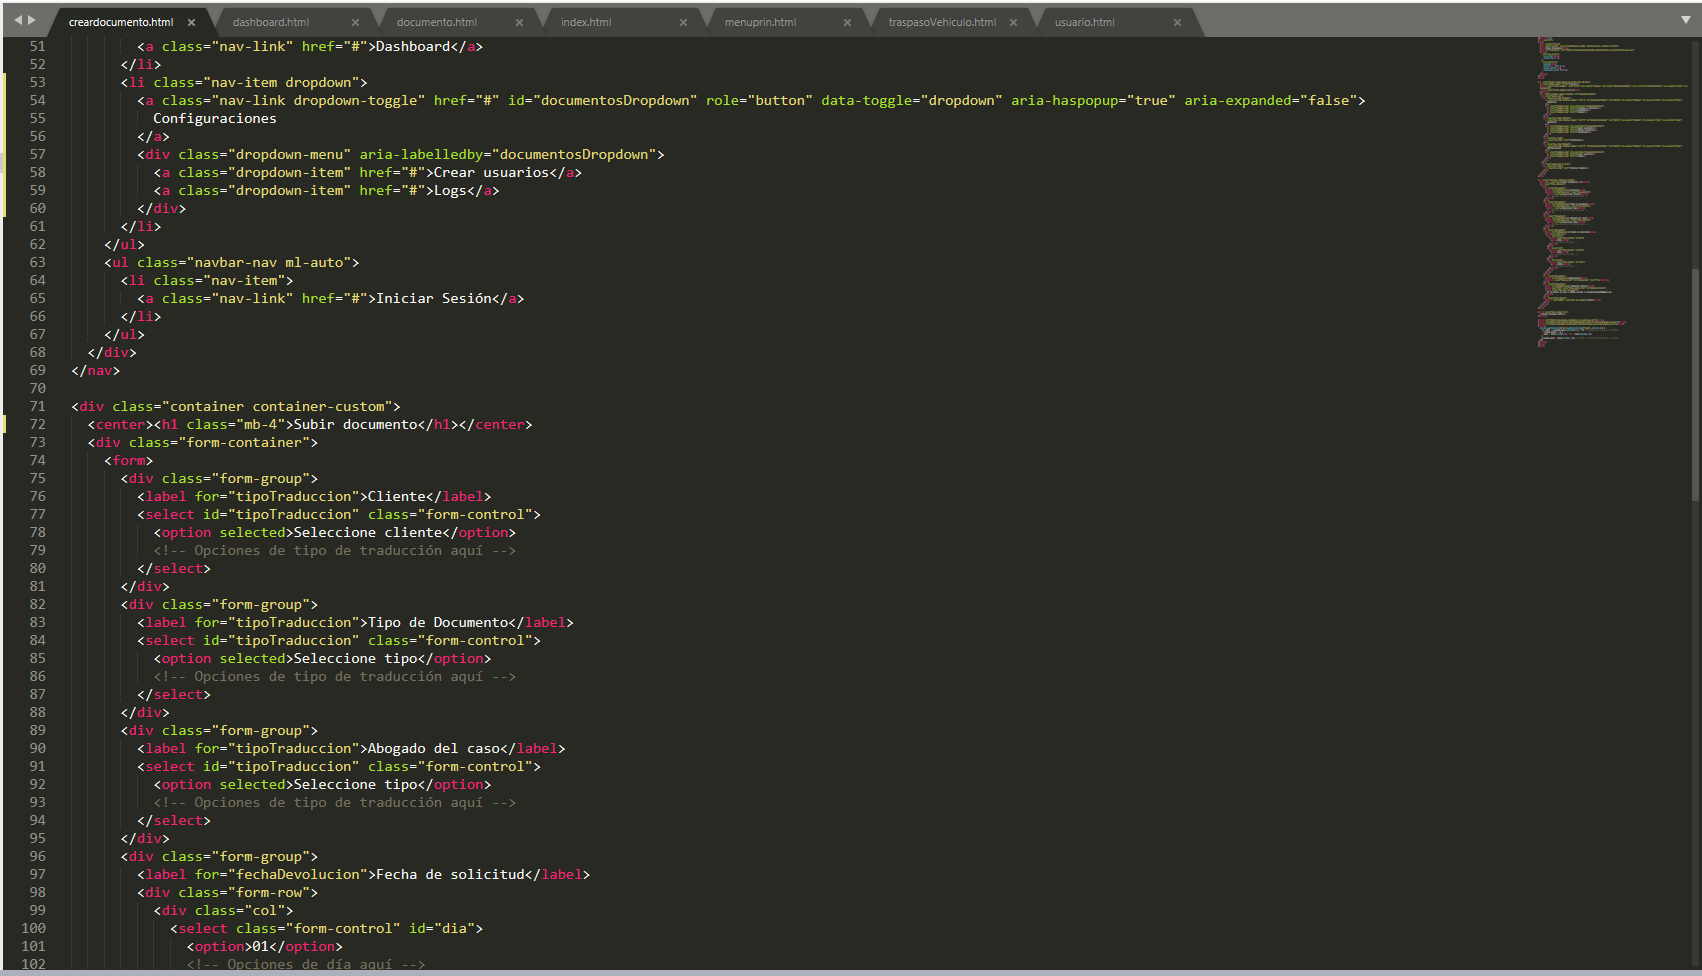 creardocumento.html × dashboard.html × documento.html × index.html × menuprin.html × traspasoVehiculo.html × usuario.html ×
51 <a class="nav-link" href="#">Dashboard</a>
52 </li>
53 <li class="nav-item dropdown">
54 <a class="nav-link dropdown-toggle" href="#" id="documentosDropdown" role="button" data-toggle="dropdown" aria-haspopup="true" aria-expanded="false">
55 Configuraciones
56 </a>
57 <div class="dropdown-menu" aria-labelledby="documentosDropdown">
58 <a class="dropdown-item" href="#">Crear usuarios</a>
59 <a class="dropdown-item" href="#">Logs</a>
60 </div>
61 </li>
62 </ul>
63 <ul class="navbar-nav ml-auto">
64 <li class="nav-item">
65 <a class="nav-link" href="#">Iniciar Sesión</a>
66 </li>
67 </ul>
68 </div>
69 </nav>
70
71 <div class="container container-custom">
72 <center><h1 class="mb-4">Subir documento</h1></center>
73 <div class="form-container">
74 <form>
75 <div class="form-group">
76 <label for="tipoTraduccion">Cliente</label>
77 <select id="tipoTraduccion" class="form-control">
78 <option selected>Seleccione cliente</option>
79 <!-- Opciones de tipo de traducción aquí -->
80 </select>
81 </div>
82 <div class="form-group">
83 <label for="tipoTraduccion">Tipo de Documento</label>
84 <select id="tipoTraduccion" class="form-control">
85 <option selected>Seleccione tipo</option>
86 <!-- Opciones de tipo de traducción aquí -->
87 </select>
88 </div>
89 <div class="form-group">
90 <label for="tipoTraduccion">Abogado del caso</label>
91 <select id="tipoTraduccion" class="form-control">
92 <option selected>Seleccione tipo</option>
93 <!-- Opciones de tipo de traducción aquí -->
94 </select>
95 </div>
96 <div class="form-group">
97 <label for="fechaDevolucion">Fecha de solicitud</label>
98 <div class="form-row">
99 <div class="col">
100 <select class="form-control" id="dia">
101 <option>01</option>
102 <!-- Opciones de día aquí -->